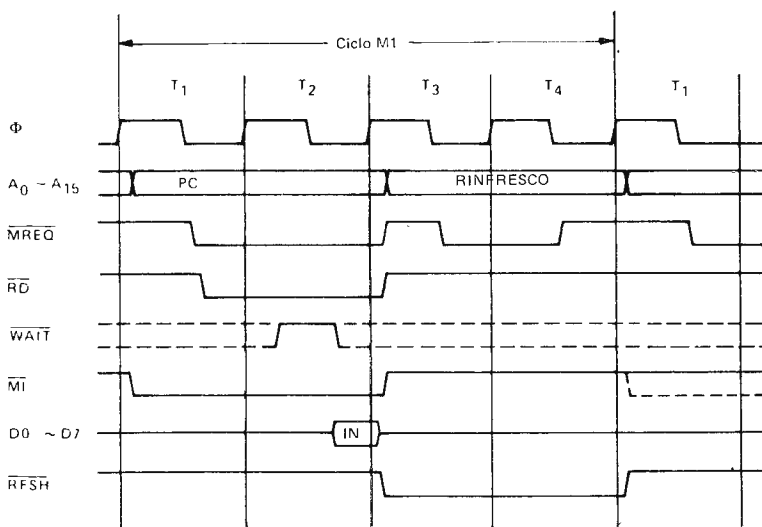 Ciclo M1
T1 T2 T3 T4 T1
Φ
A0 ~ A15 PC RINFRESCO
MREQ
RD
WAIT
MI
D0 ~ D7 IN
RFSH